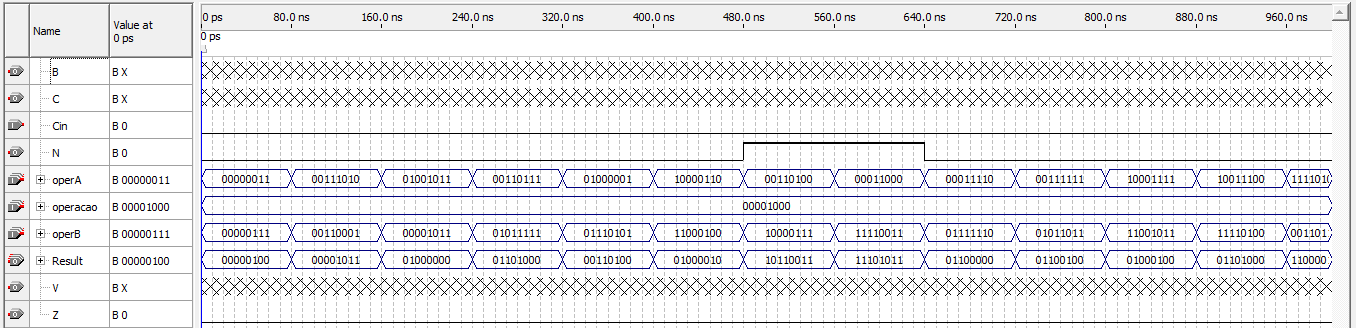 Name
Value at
0 ps
0 ps 80.0 ns 160.0 ns 240.0 ns 320.0 ns 400.0 ns 480.0 ns 560.0 ns 640.0 ns 720.0 ns 800.0 ns 880.0 ns 960.0 ns
0 ps
B B X
C B X
Cin B 0
N B 0
operA B 00000011 00000011 00111010 01001011 00110111 01000001 10000110 00110100 00011000 00011110 00111111 10001111 10011100 1111010
operacao B 00001000 00001000
operB B 00000111 00000111 00110001 00001011 01011111 01110101 11000100 10000111 11110011 01111110 01011011 11001011 11110100 001101
Result B 00000100 00000100 00001011 01000000 01101000 00110100 01000010 10110011 11101011 01100000 01100100 01000100 01101000 110000
V B X
Z B 0